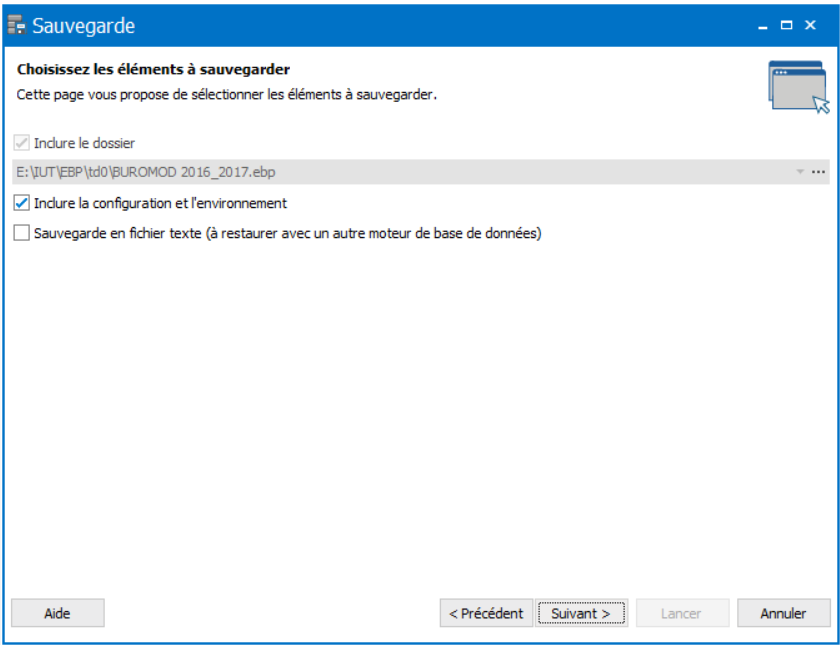 Sauvegarde
Choisissez les éléments à sauvegarder
Cette page vous propose de sélectionner les éléments à sauvegarder.
Inclure le dossier
E:\IUT\EBP\td0\BUROMOD 2016_2017.ebp
Inclure la configuration et l'environnement
Sauvegarde en fichier texte (à restaurer avec un autre moteur de base de données)
Aide
< Précédent
Suivant >
Lancer
Annuler